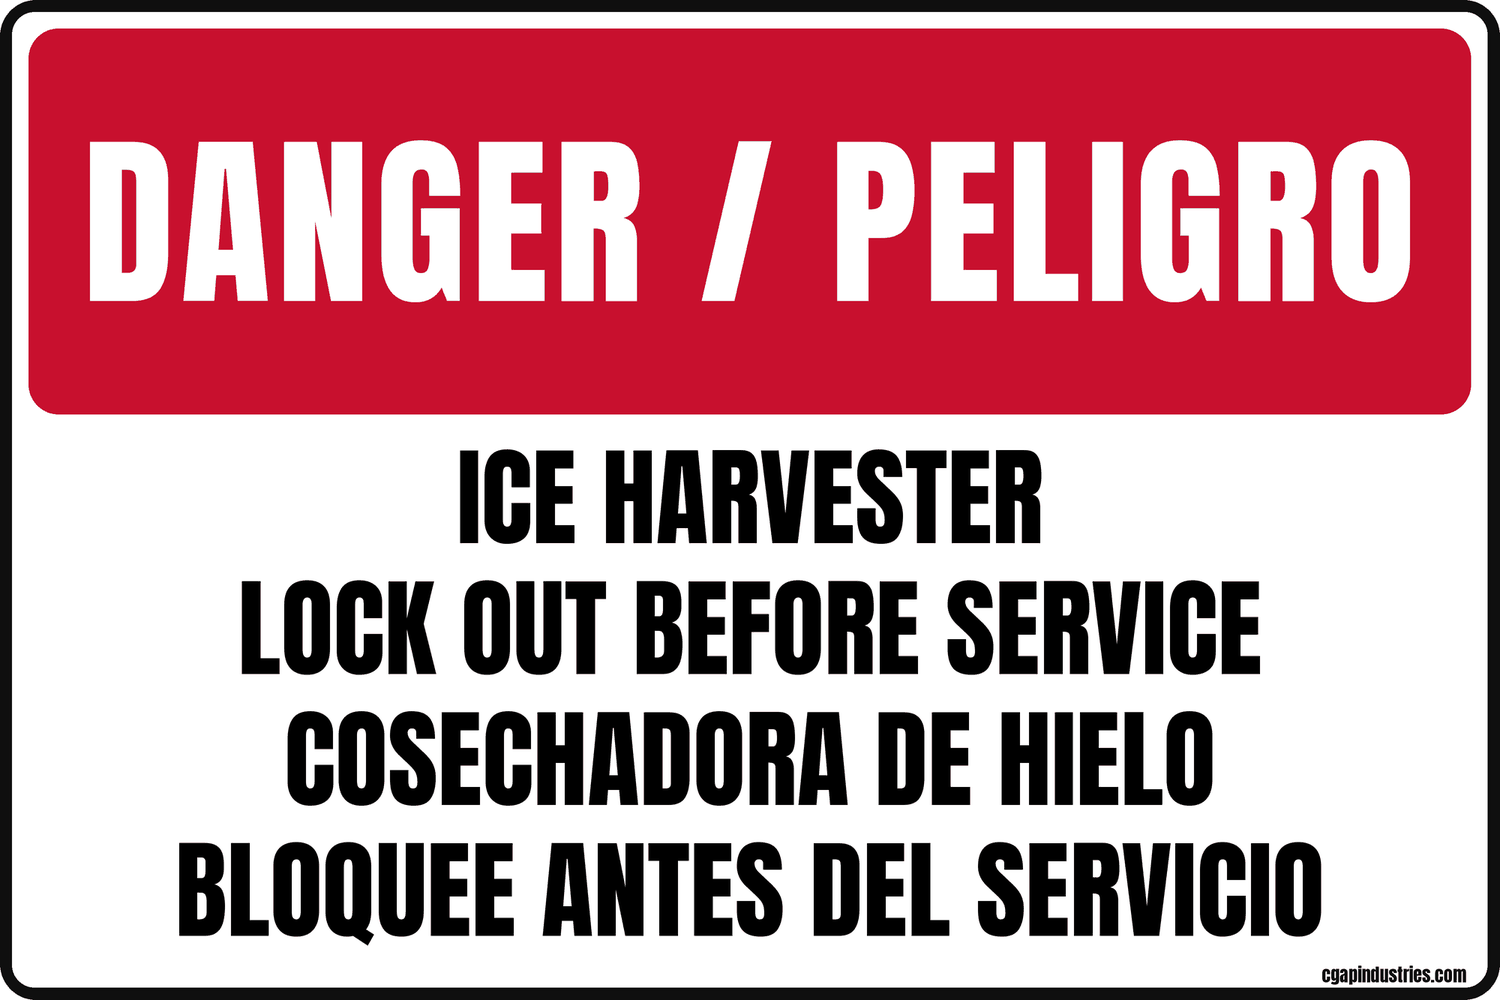 DANGER / PELIGRO
ICE HARVESTER
LOCK OUT BEFORE SERVICE
COSECHADORA DE HIELO
BLOQUEE ANTES DEL SERVICIO
cgapindustries.com